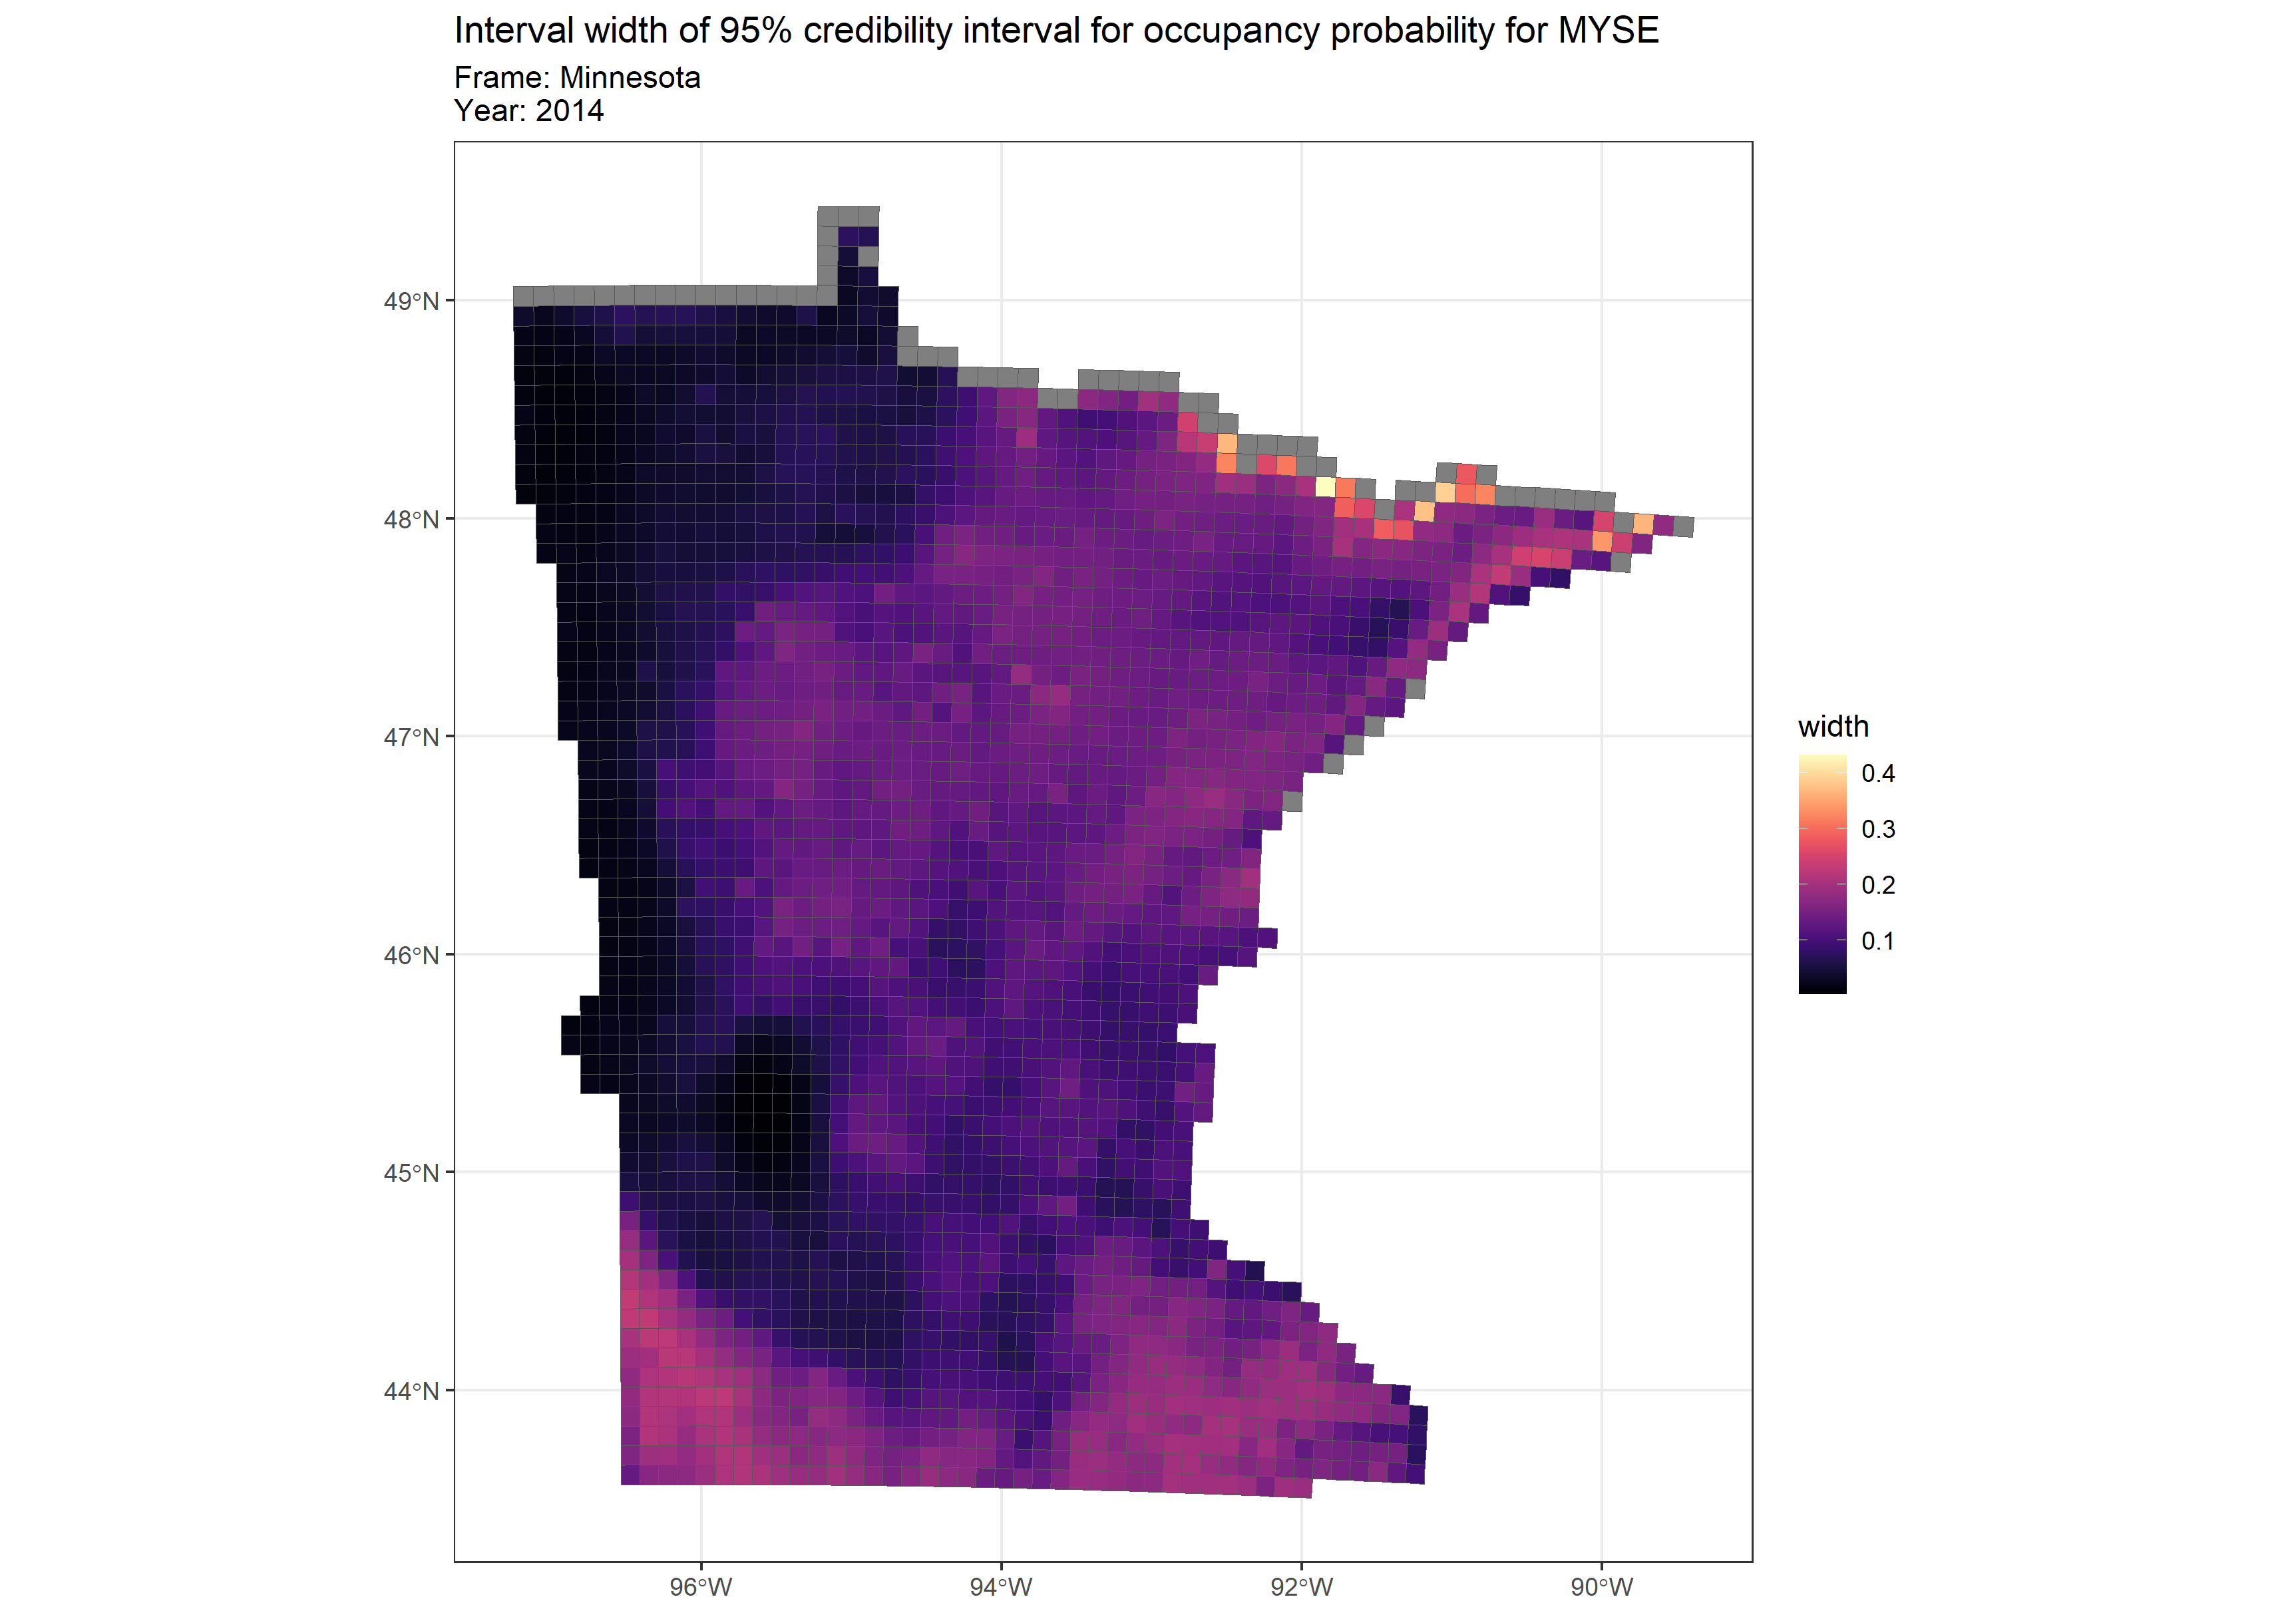 Interval width of 95% credibility interval for occupancy probability for MYSE
Frame: Minnesota
Year: 2014
49°N
48°N
47°N
46°N
45°N
44°N
96°W
94°W
92°W
90°W
width
0.4
0.3
0.2
0.1